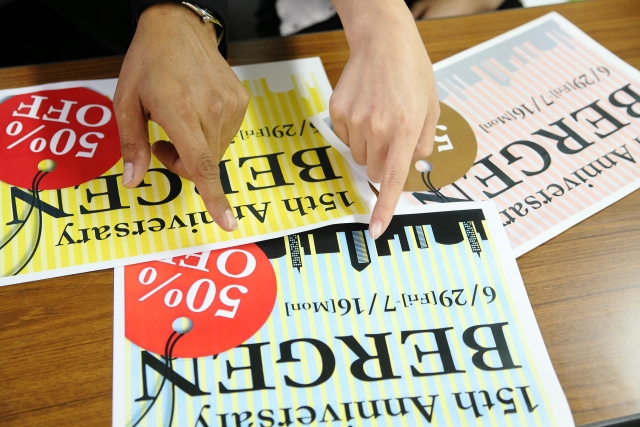 15th Anniversary
BERGEN
6/29[Fri]-7/16[Mon]
50%
OFF
15th Anniversary
BERGEN
6/29[Fri]
50%
OFF
Anniversary
BERGEN
6/29[Fri]-7/16[Mon]
5